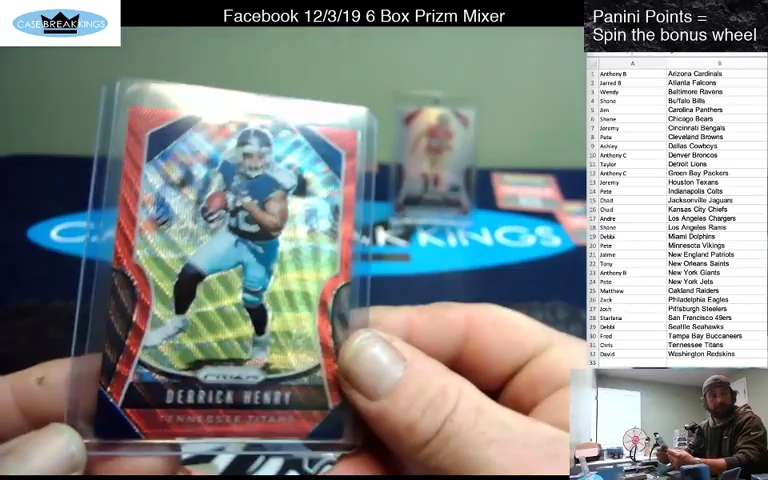 CASE BREAK KINGS
Facebook 12/3/19 6 Box Prizm Mixer
Panini Points =
Spin the bonus wheel
A B
1 Anthony B Arizona Cardinals
2 Jarred B Atlanta Falcons
3 Wendy Baltimore Ravens
4 Shane Buffalo Bills
5 Jim Carolina Panthers
6 Shane Chicago Bears
7 Jeremy Cincinnati Bengals
8 Pete Cleveland Browns
9 Ashley Dallas Cowboys
10 Anthony C Denver Broncos
11 Taylor Detroit Lions
12 Anthony C Green Bay Packers
13 Jeremy Houston Texans
14 Pete Indianapolis Colts
15 Chad Jacksonville Jaguars
16 Chad Kansas City Chiefs
17 Andre Los Angeles Chargers
18 Shane Los Angeles Rams
19 Debbi Miami Dolphins
20 Pete Minnesota Vikings
21 Jaime New England Patriots
22 Tony New Orleans Saints
23 Anthony B New York Giants
24 Pete New York Jets
25 Matthew Oakland Raiders
26 Zack Philadelphia Eagles
27 Josh Pittsburgh Steelers
28 Starlena San Francisco 49ers
29 Debbi Seattle Seahawks
30 Fred Tampa Bay Buccaneers
31 Chris Tennessee Titans
32 David Washington Redskins
33
PRIZM
DERRICK HENRY
TENNESSEE TITANS
KINGS